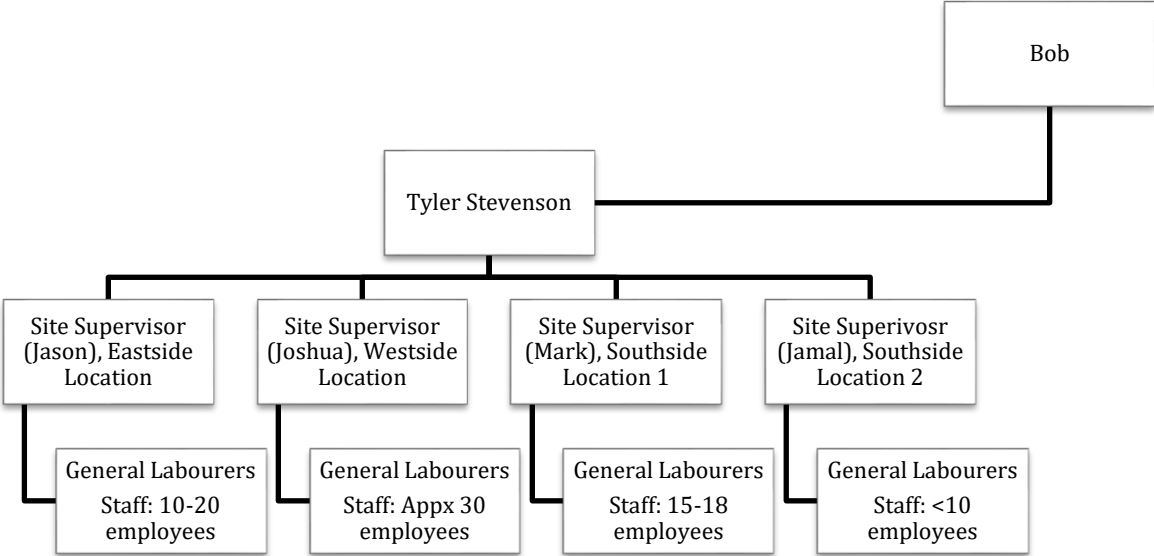 Bob
Tyler Stevenson
Site Supervisor
(Jason), Eastside
Location
Site Supervisor
(Joshua), Westside
Location
Site Supervisor
(Mark), Southside
Location 1
Site Superivosr
(Jamal), Southside
Location 2
General Labourers
Staff: 10-20
employees
General Labourers
Staff: Appx 30
employees
General Labourers
Staff: 15-18
employees
General Labourers
Staff: <10
employees